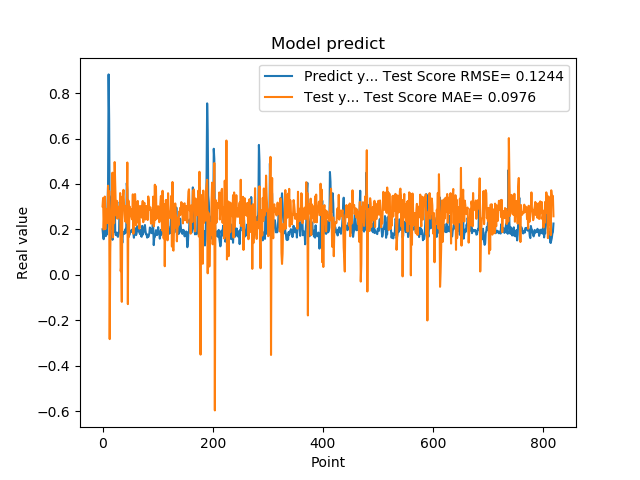 Model predict
Predict y... Test Score RMSE= 0.1244
Test y... Test Score MAE= 0.0976
Real value
0.8
0.6
0.4
0.2
0.0
−0.2
−0.4
−0.6
0 200 400 600 800
Point